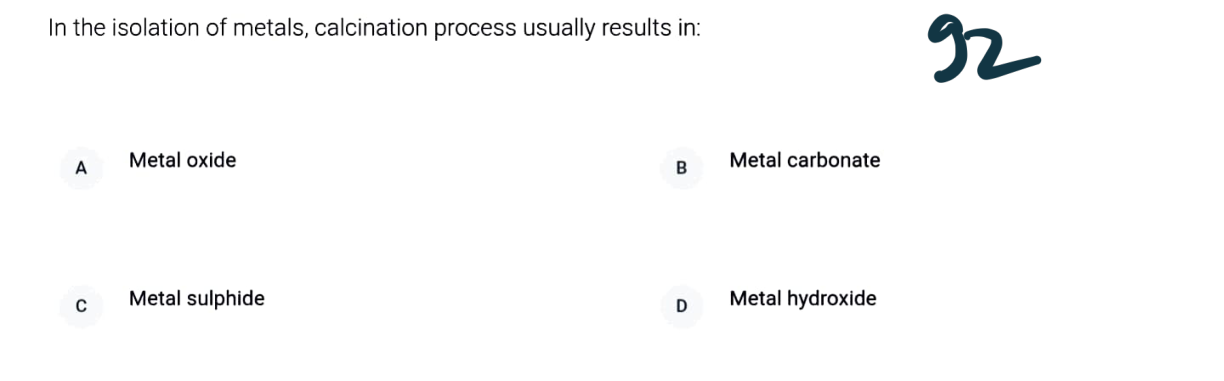 In the isolation of metals, calcination process usually results in:
92
A Metal oxide
B Metal carbonate
C Metal sulphide
D Metal hydroxide